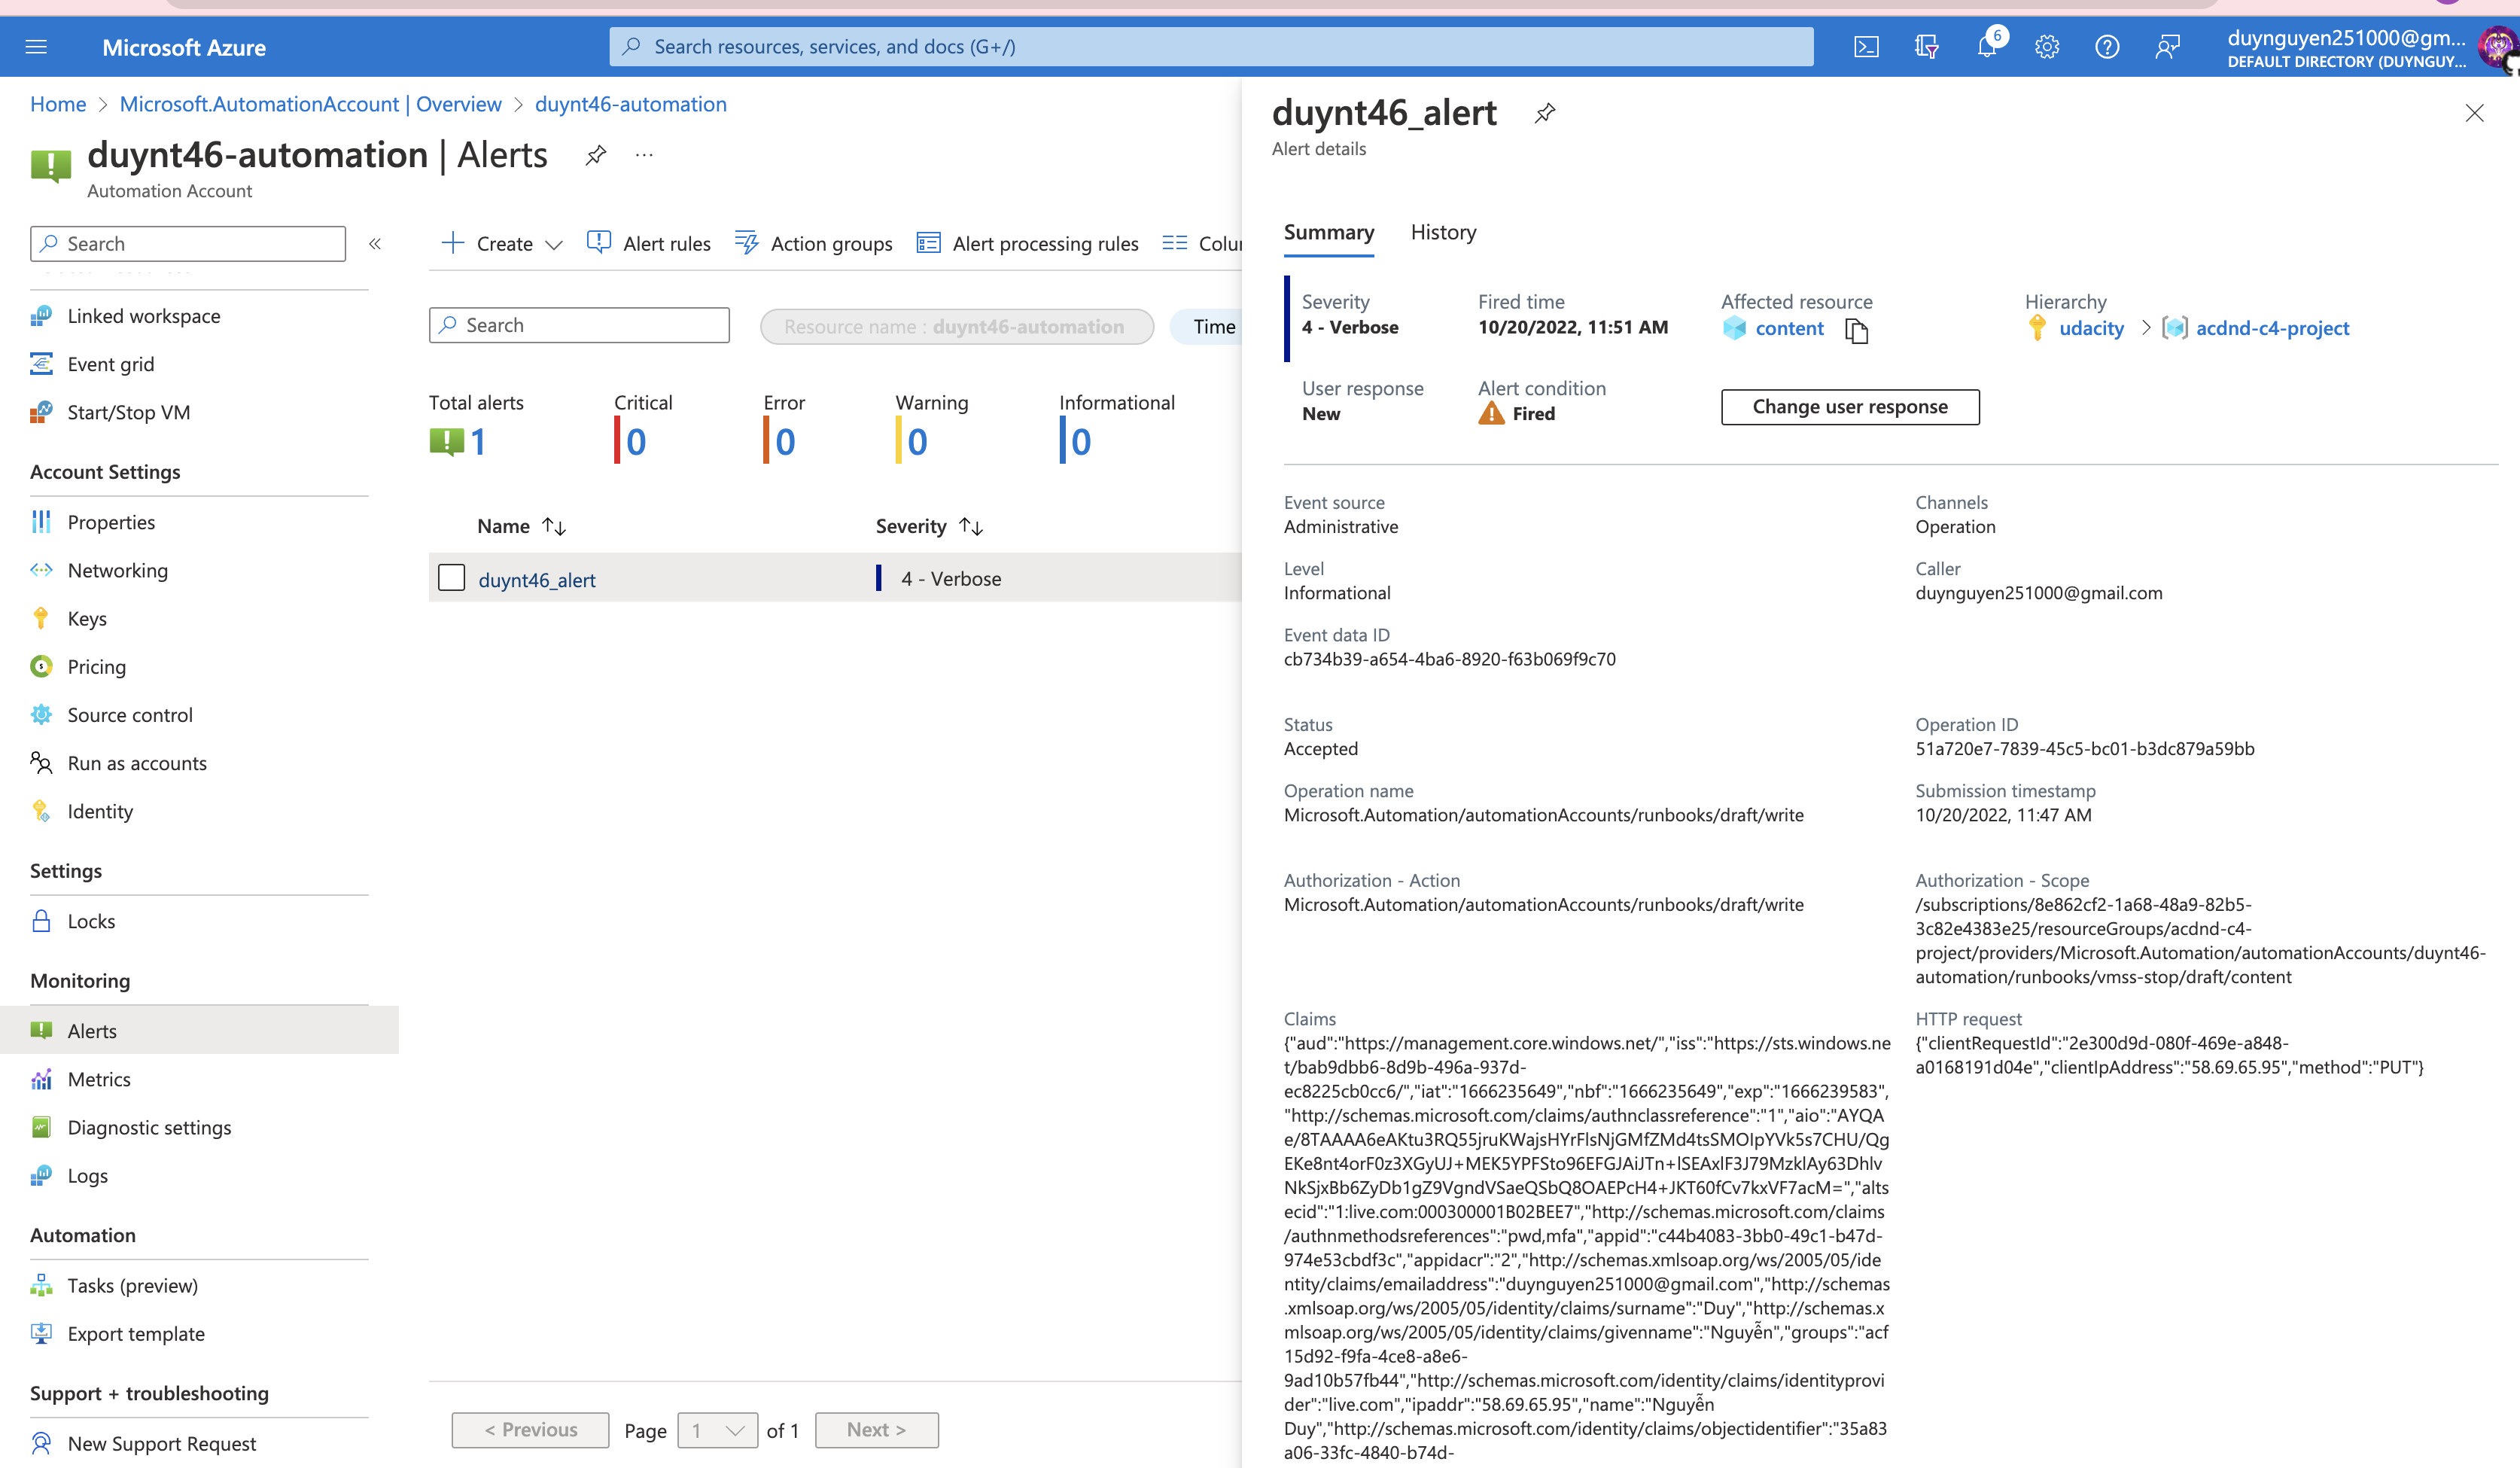 Microsoft Azure
Search resources, services, and docs (G+/)
6
duynguyen251000@gm...
DEFAULT DIRECTORY (DUYNGUY...
Home > Microsoft.AutomationAccount | Overview > duynt46-automation
duynt46-automation | Alerts
...
Automation Account
Search
«
Linked workspace
Event grid
Start/Stop VM
Account Settings
Properties
Networking
Keys
Pricing
Source control
Run as accounts
Identity
Settings
Locks
Monitoring
Alerts
Metrics
Diagnostic settings
Logs
Automation
Tasks (preview)
Export template
Support + troubleshooting
New Support Request
Create
Alert rules
Action groups
Alert processing rules
Colu
Search
Resource name : duynt46-automation
Time
Total alerts
1
Critical
0
Error
0
Warning
0
Informational
0
Name ↑↓
Severity ↑↓
duynt46_alert
4 - Verbose
< Previous
Page
1
of 1
Next >
duynt46_alert
Alert details
Summary
History
Severity
4 - Verbose
Fired time
10/20/2022, 11:51 AM
Affected resource
content
Hierarchy
udacity > acdnd-c4-project
User response
New
Alert condition
Fired
Change user response
Event source
Administrative
Channels
Operation
Level
Informational
Caller
duynguyen251000@gmail.com
Event data ID
cb734b39-a654-4ba6-8920-f63b069f9c70
Status
Accepted
Operation ID
51a720e7-7839-45c5-bc01-b3dc879a59bb
Operation name
Microsoft.Automation/automationAccounts/runbooks/draft/write
Submission timestamp
10/20/2022, 11:47 AM
Authorization - Action
Microsoft.Automation/automationAccounts/runbooks/draft/write
Authorization - Scope
/subscriptions/8e862cf2-1a68-48a9-82b5-
3c82e4383e25/resourceGroups/acdnd-c4-
project/providers/Microsoft.Automation/automationAccounts/duynt46-
automation/runbooks/vmss-stop/draft/content
Claims
{"aud":"https://management.core.windows.net/","iss":"https://sts.windows.ne
t/bab9dbb6-8d9b-496a-937d-
ec8225cb0cc6/","iat":"1666235649","nbf":"1666235649","exp":"1666239583",
"http://schemas.microsoft.com/claims/authnclassreference":"1","aio":"AYQA
e/8TAAAA6eAKtu3RQ55jruKWajsHYrFlsNjGMfZMd4tsSMOIpYVk5s7CHU/Qg
EKe8nt4orF0z3XGyUJ+MEK5YPFSto96EFGJAiJTn+lSEAxlF3J79MzklAy63Dhlv
NkSjxBb6ZyDb1gZ9VgndVSaeQSbQ8OAEPcH4+JKT60fCv7kxVF7acM=","alts
ecid":"1:live.com:000300001B02BEE7","http://schemas.microsoft.com/claims
/authnmethodsreferences":"pwd,mfa","appid":"c44b4083-3bb0-49c1-b47d-
974e53cbdf3c","appidacr":"2","http://schemas.xmlsoap.org/ws/2005/05/ide
ntity/claims/emailaddress":"duynguyen251000@gmail.com","http://schemas
.xmlsoap.org/ws/2005/05/identity/claims/surname":"Duy","http://schemas.x
mlsoap.org/ws/2005/05/identity/claims/givenname":"Nguyễn","groups":"acf
15d92-f9fa-4ce8-a8e6-
9ad10b57fb44","http://schemas.microsoft.com/identity/claims/identityprovi
der":"live.com","ipaddr":"58.69.65.95","name":"Nguyễn
Duy","http://schemas.microsoft.com/identity/claims/objectidentifier":"35a83
a06-33fc-4840-b74d-
HTTP request
{"clientRequestId":"2e300d9d-080f-469e-a848-
a0168191d04e","clientIpAddress":"58.69.65.95","method":"PUT"}